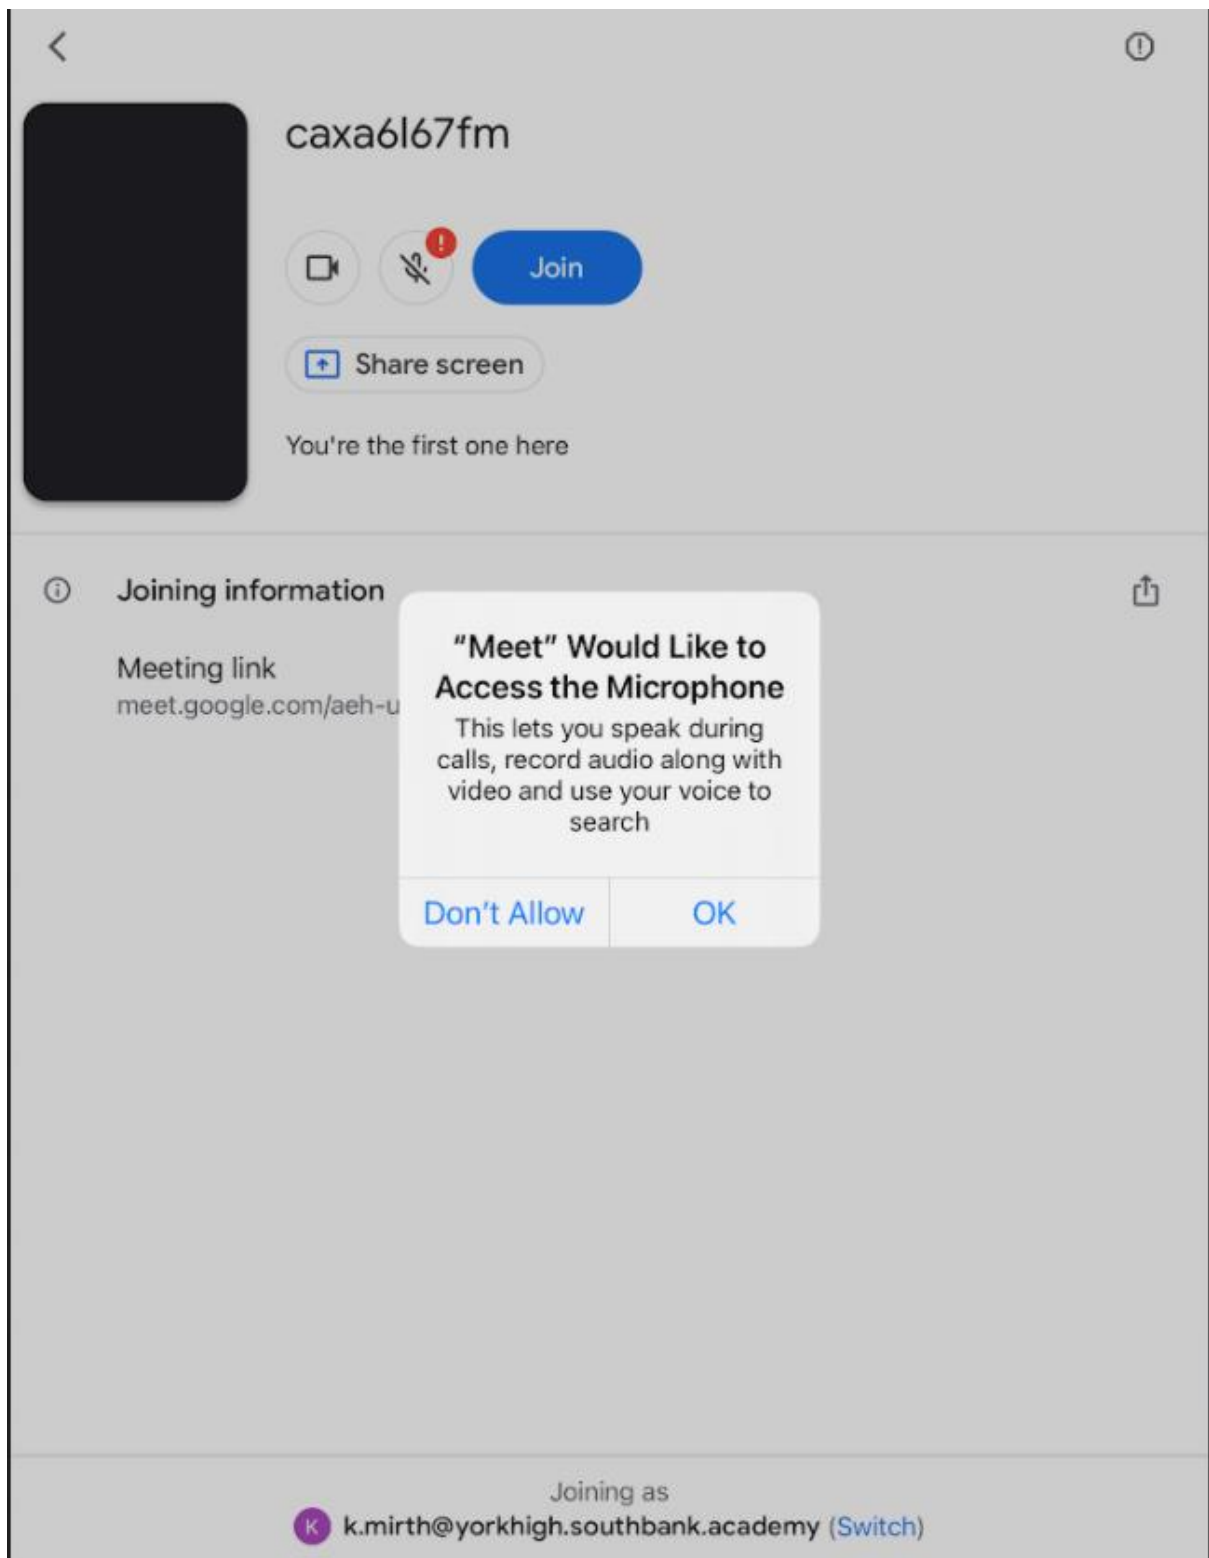 caxa6l67fm
!
Join
Share screen
You're the first one here
Joining information
Meeting link
meet.google.com/aeh-u
"Meet" Would Like to
Access the Microphone
This lets you speak during
calls, record audio along with
video and use your voice to
search
Don't Allow
OK
Joining as
K k.mirth@yorkhigh.southbank.academy (Switch)